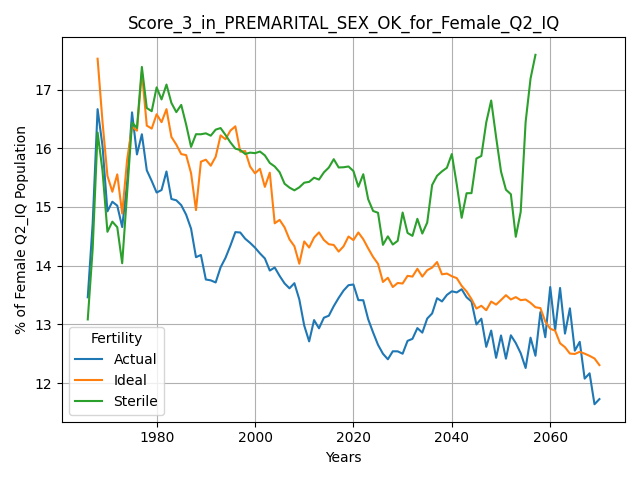 Score_3_in_PREMARITAL_SEX_OK_for_Female_Q2_IQ
17
16
15
14
13
12
% of Female Q2_IQ Population
Fertility
Actual
Ideal
Sterile
1980 2000 2020 2040 2060
Years